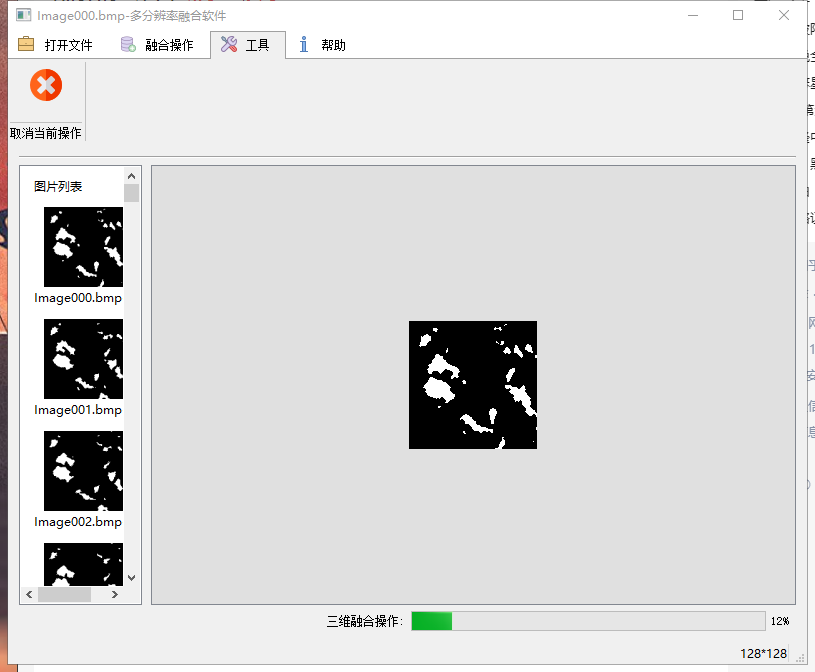 Image000.bmp-多分辨率融合软件
打开文件 融合操作 工具 帮助
取消当前操作
图片列表
Image000.bmp
Image001.bmp
Image002.bmp
三维融合操作: 12%
128*128